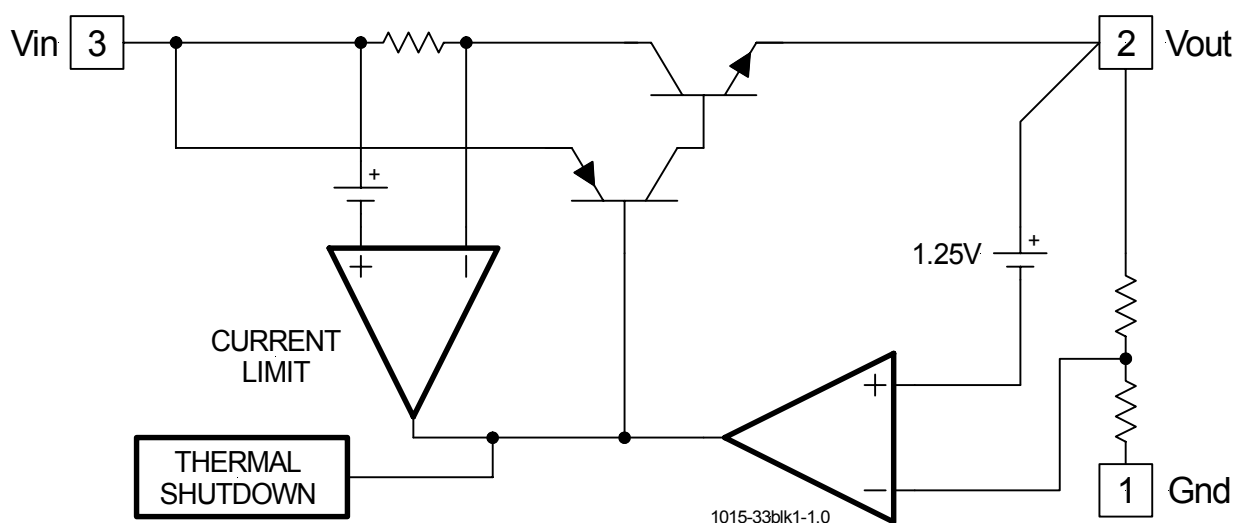 Vin 3
2 Vout
+
+ −
1.25V
+
CURRENT
LIMIT
+
−
THERMAL
SHUTDOWN
1 Gnd
1015-33blk1-1.0